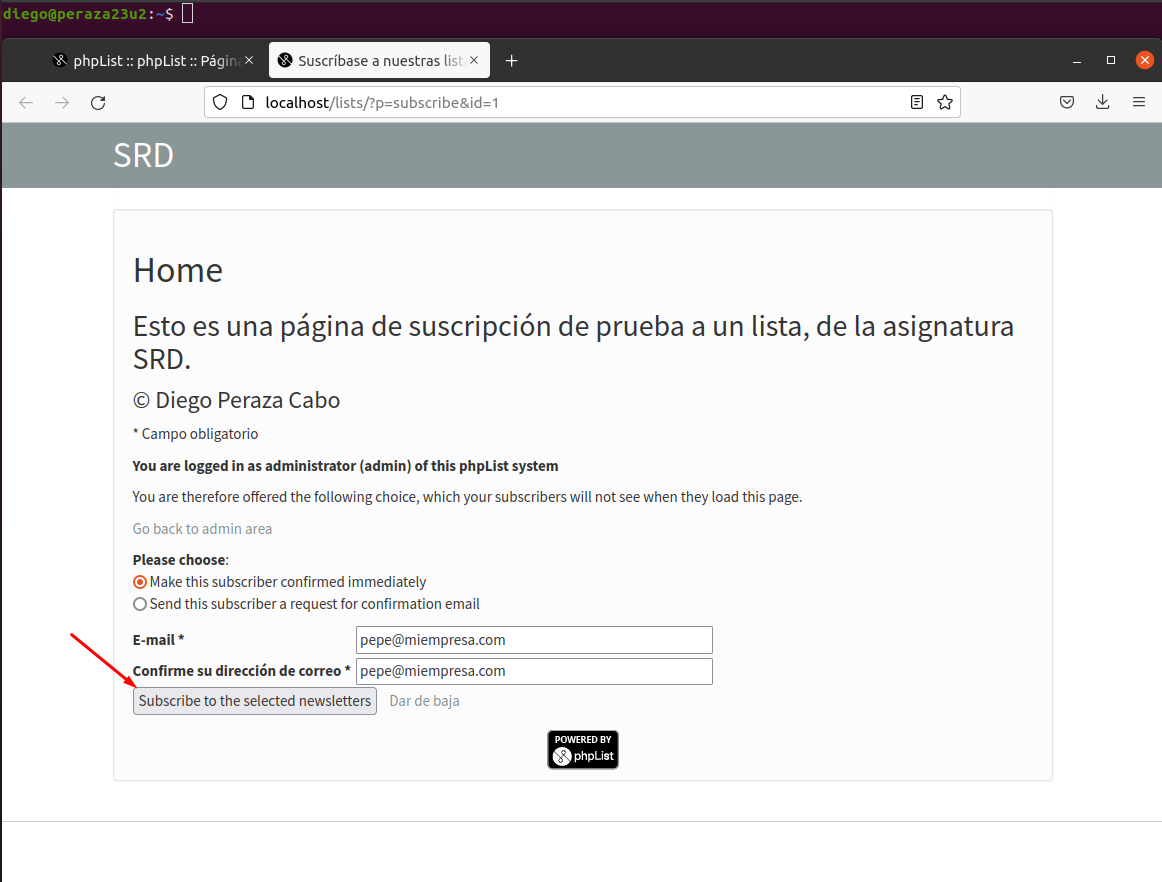 diego@peraza23u2:~$
phpList :: phpList :: Págin
Suscríbase a nuestras list
localhost/lists/?p=subscribe&id=1
SRD
Home
Esto es una página de suscripción de prueba a un lista, de la asignatura
SRD.
© Diego Peraza Cabo
* Campo obligatorio
You are logged in as administrator (admin) of this phpList system
You are therefore offered the following choice, which your subscribers will not see when they load this page.
Go back to admin area
Please choose:
Make this subscriber confirmed immediately
Send this subscriber a request for confirmation email
E-mail * pepe@miempresa.com
Confirme su dirección de correo * pepe@miempresa.com
Subscribe to the selected newsletters Dar de baja
POWERED BY
phpList